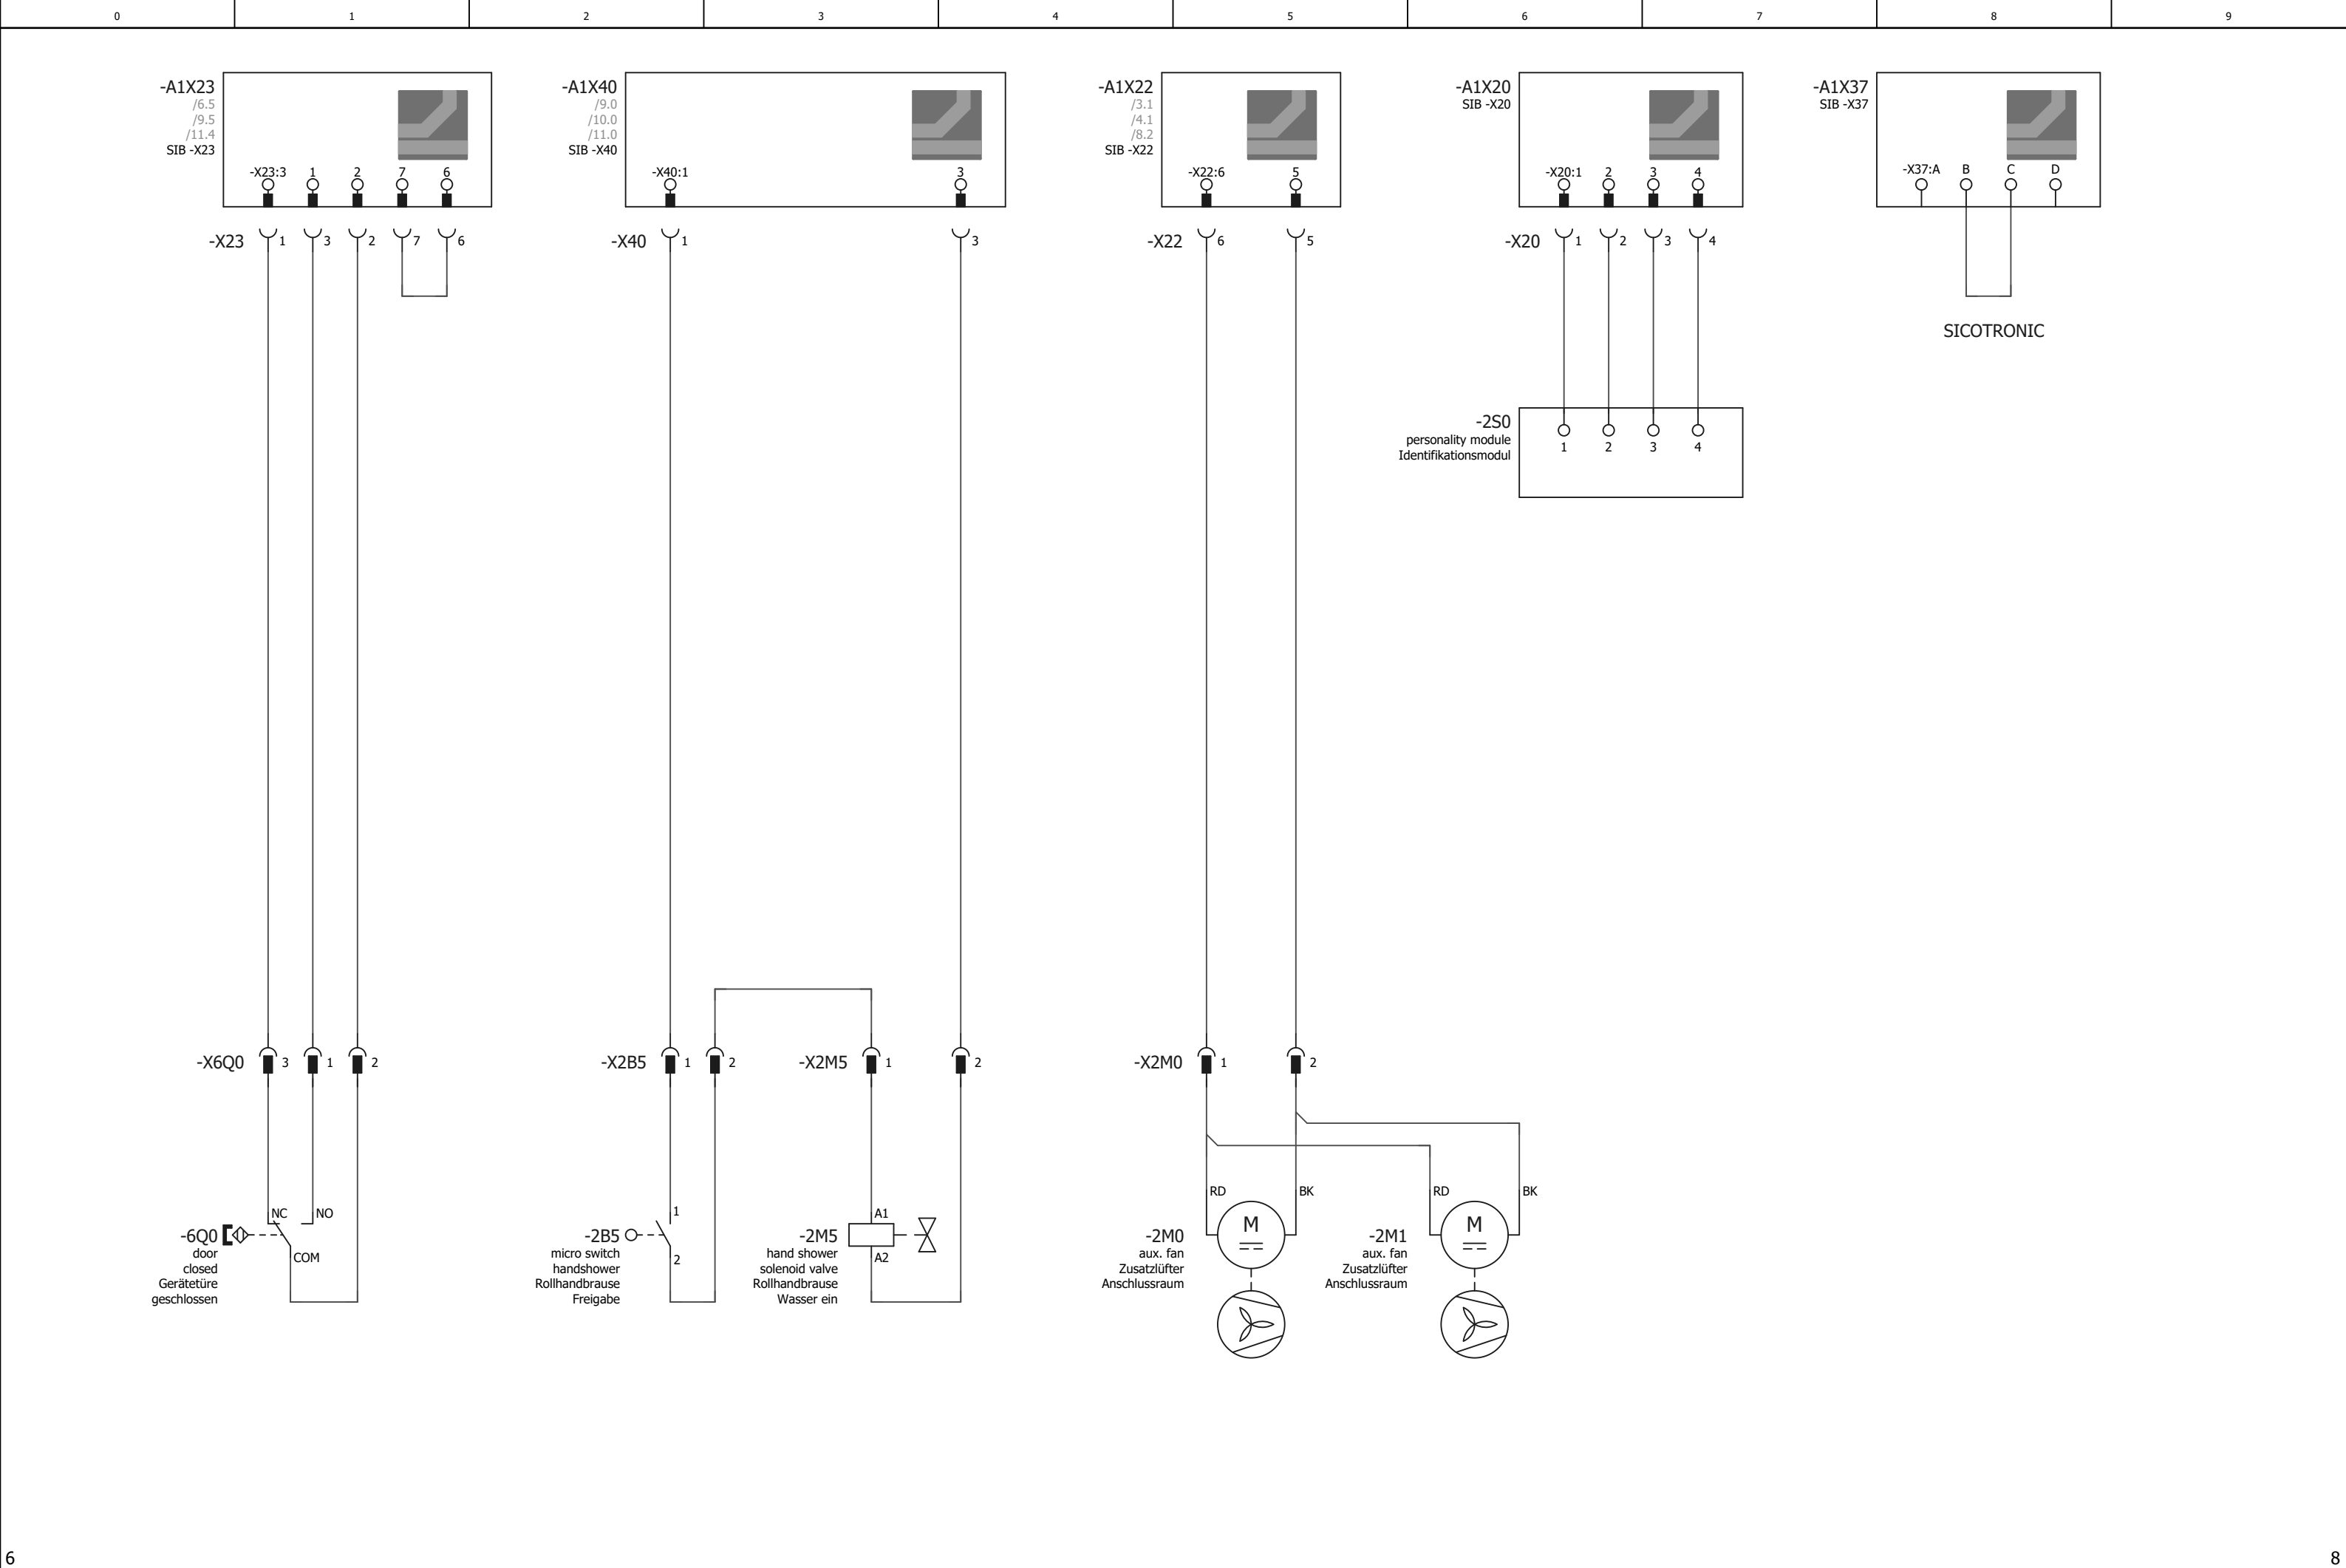 0 1 2 3 4 5 6 7 8 9
-A1X23
/6.5
/9.5
/11.4
SIB -X23
-X23:3 1 2 7 6
-X23 1 3 2 7 6
-A1X40
/9.0
/10.0
/11.0
SIB -X40
-X40:1 3
-X40 1 3
-A1X22
/3.1
/4.1
/8.2
SIB -X22
-X22:6 5
-X22 6 5
-A1X20
SIB -X20
-X20:1 2 3 4
-X20 1 2 3 4
-A1X37
SIB -X37
-X37:A B C D
SICOTRONIC
-2S0
personality module
Identifikationsmodul
1 2 3 4
-X6Q0 3 1 2
-X2B5 1 2
-X2M5 1 2
-X2M0 1 2
NC NO
COM
-6Q0
door
closed
Gerätetüre
geschlossen
1
2
-2B5
micro switch
handshower
Rollhandbrause
Freigabe
A1
A2
-2M5
hand shower
solenoid valve
Rollhandbrause
Wasser ein
RD BK
M
-2M0
aux. fan
Zusatzlüfter
Anschlussraum
RD BK
M
-2M1
aux. fan
Zusatzlüfter
Anschlussraum
6 8